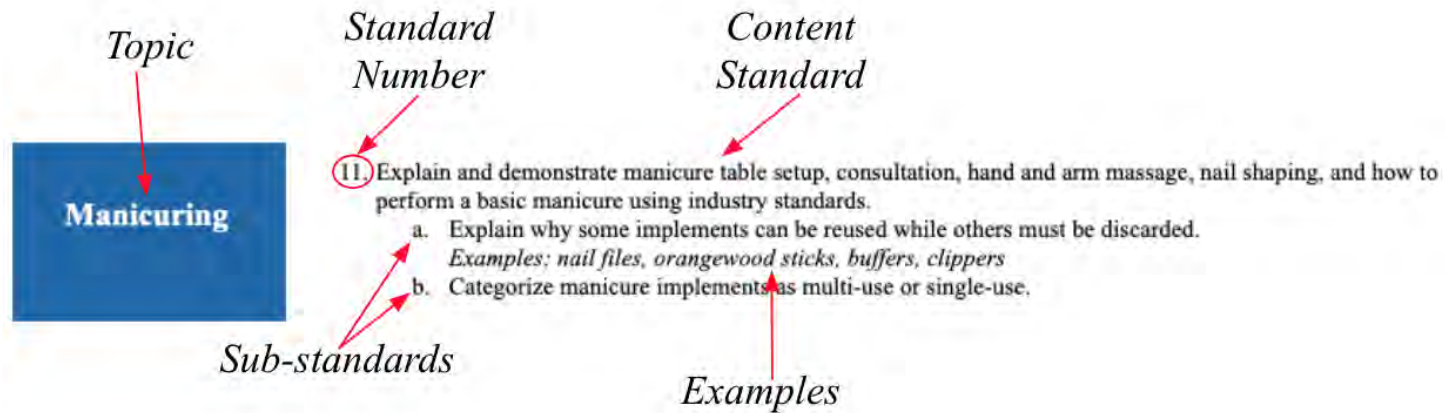 Topic
Standard
Number
Content
Standard
Manicuring
11. Explain and demonstrate manicure table setup, consultation, hand and arm massage, nail shaping, and how to
perform a basic manicure using industry standards.
a. Explain why some implements can be reused while others must be discarded.
Examples: nail files, orangewood sticks, buffers, clippers
b. Categorize manicure implements as multi-use or single-use.
Sub-standards
Examples